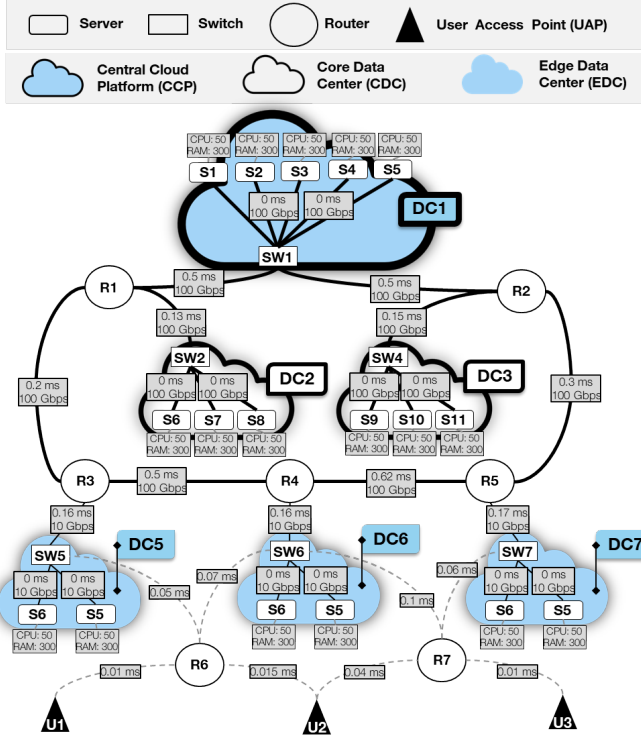 Server
Switch
Router
User Access Point (UAP)
Central Cloud
Platform (CCP)
Core Data
Center (CDC)
Edge Data
Center (EDC)
CPU: 50
RAM: 300
CPU: 50
RAM: 300
CPU: 50
RAM: 300
CPU: 50
RAM: 300
CPU: 50
RAM: 300
S1
S2
S3
S4
S5
0 ms
100 Gbps
0 ms
100 Gbps
DC1
SW1
R1
0.5 ms
100 Gbps
0.5 ms
100 Gbps
R2
0.13 ms
100 Gbps
0.15 ms
100 Gbps
SW2
SW4
0.2 ms
100 Gbps
0 ms
100 Gbps
0 ms
100 Gbps
DC2
0 ms
100 Gbps
0 ms
100 Gbps
DC3
0.3 ms
100 Gbps
S6
S7
S8
S9
S10
S11
CPU: 50
RAM: 300
CPU: 50
RAM: 300
CPU: 50
RAM: 300
CPU: 50
RAM: 300
CPU: 50
RAM: 300
CPU: 50
RAM: 300
R3
0.5 ms
100 Gbps
R4
0.62 ms
100 Gbps
R5
0.16 ms
10 Gbps
0.16 ms
10 Gbps
0.17 ms
10 Gbps
SW5
DC5
SW6
DC6
SW7
DC7
0 ms
10 Gbps
0 ms
10 Gbps
0.05 ms
0.07 ms
0 ms
10 Gbps
0 ms
10 Gbps
0.1 ms
0.06 ms
0 ms
10 Gbps
0 ms
10 Gbps
S6
S5
S6
S5
S6
S5
CPU: 50
RAM: 300
CPU: 50
RAM: 300
CPU: 50
RAM: 300
CPU: 50
RAM: 300
CPU: 50
RAM: 300
CPU: 50
RAM: 300
R6
R7
0.01 ms
0.015 ms
0.04 ms
0.01 ms
U1
U2
U3